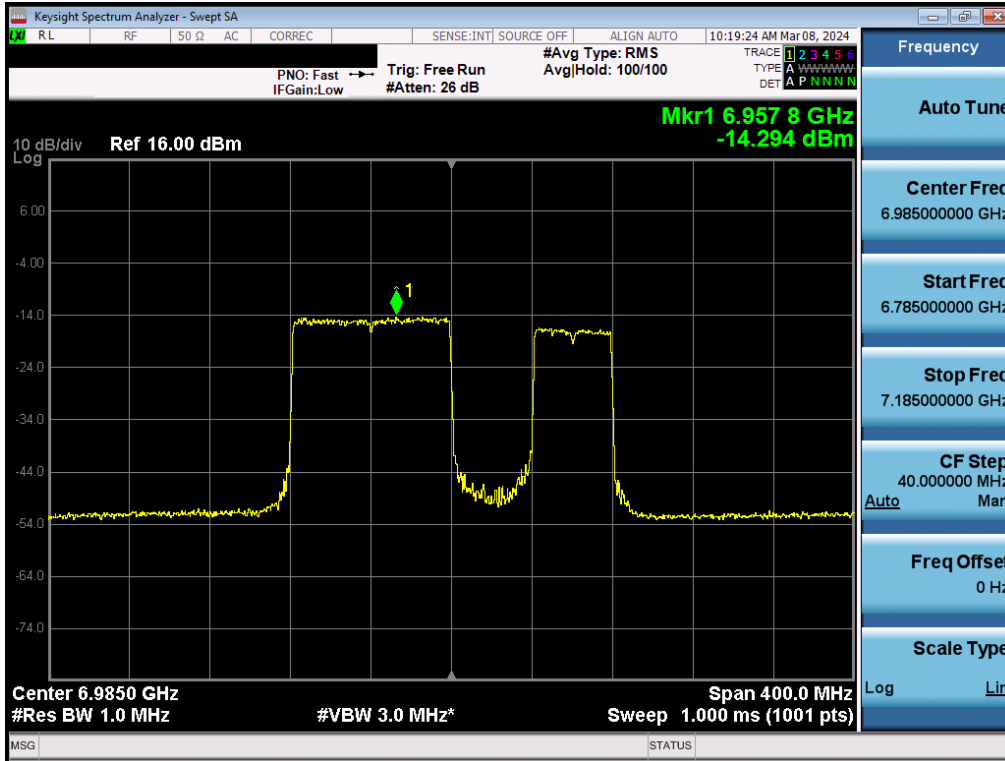 Keysight Spectrum Analyzer - Swept SA
LXI RL RF 50 Ω AC CORREC SENSE:INT SOURCE OFF ALIGN AUTO 10:19:24 AM Mar 08, 2024
PNO: Fast
IFGain:Low
Trig: Free Run
#Atten: 26 dB
#Avg Type: RMS
Avg|Hold: 100/100
TRACE 1 2 3 4 5 6
TYPE A WWWWW
DET A P N N N N
Mkr1 6.957 8 GHz
-14.294 dBm
10 dB/div Ref 16.00 dBm
Log
6.00
-4.00
1
-14.0
-24.0
-34.0
-44.0
-54.0
-64.0
-74.0
Center 6.9850 GHz Span 400.0 MHz
#Res BW 1.0 MHz #VBW 3.0 MHz* Sweep 1.000 ms (1001 pts)
MSG STATUS
Frequency
Auto Tune
Center Freq
6.985000000 GHz
Start Freq
6.785000000 GHz
Stop Freq
7.185000000 GHz
CF Step
40.000000 MHz
Auto Man
Freq Offset
0 Hz
Scale Type
Log Lin